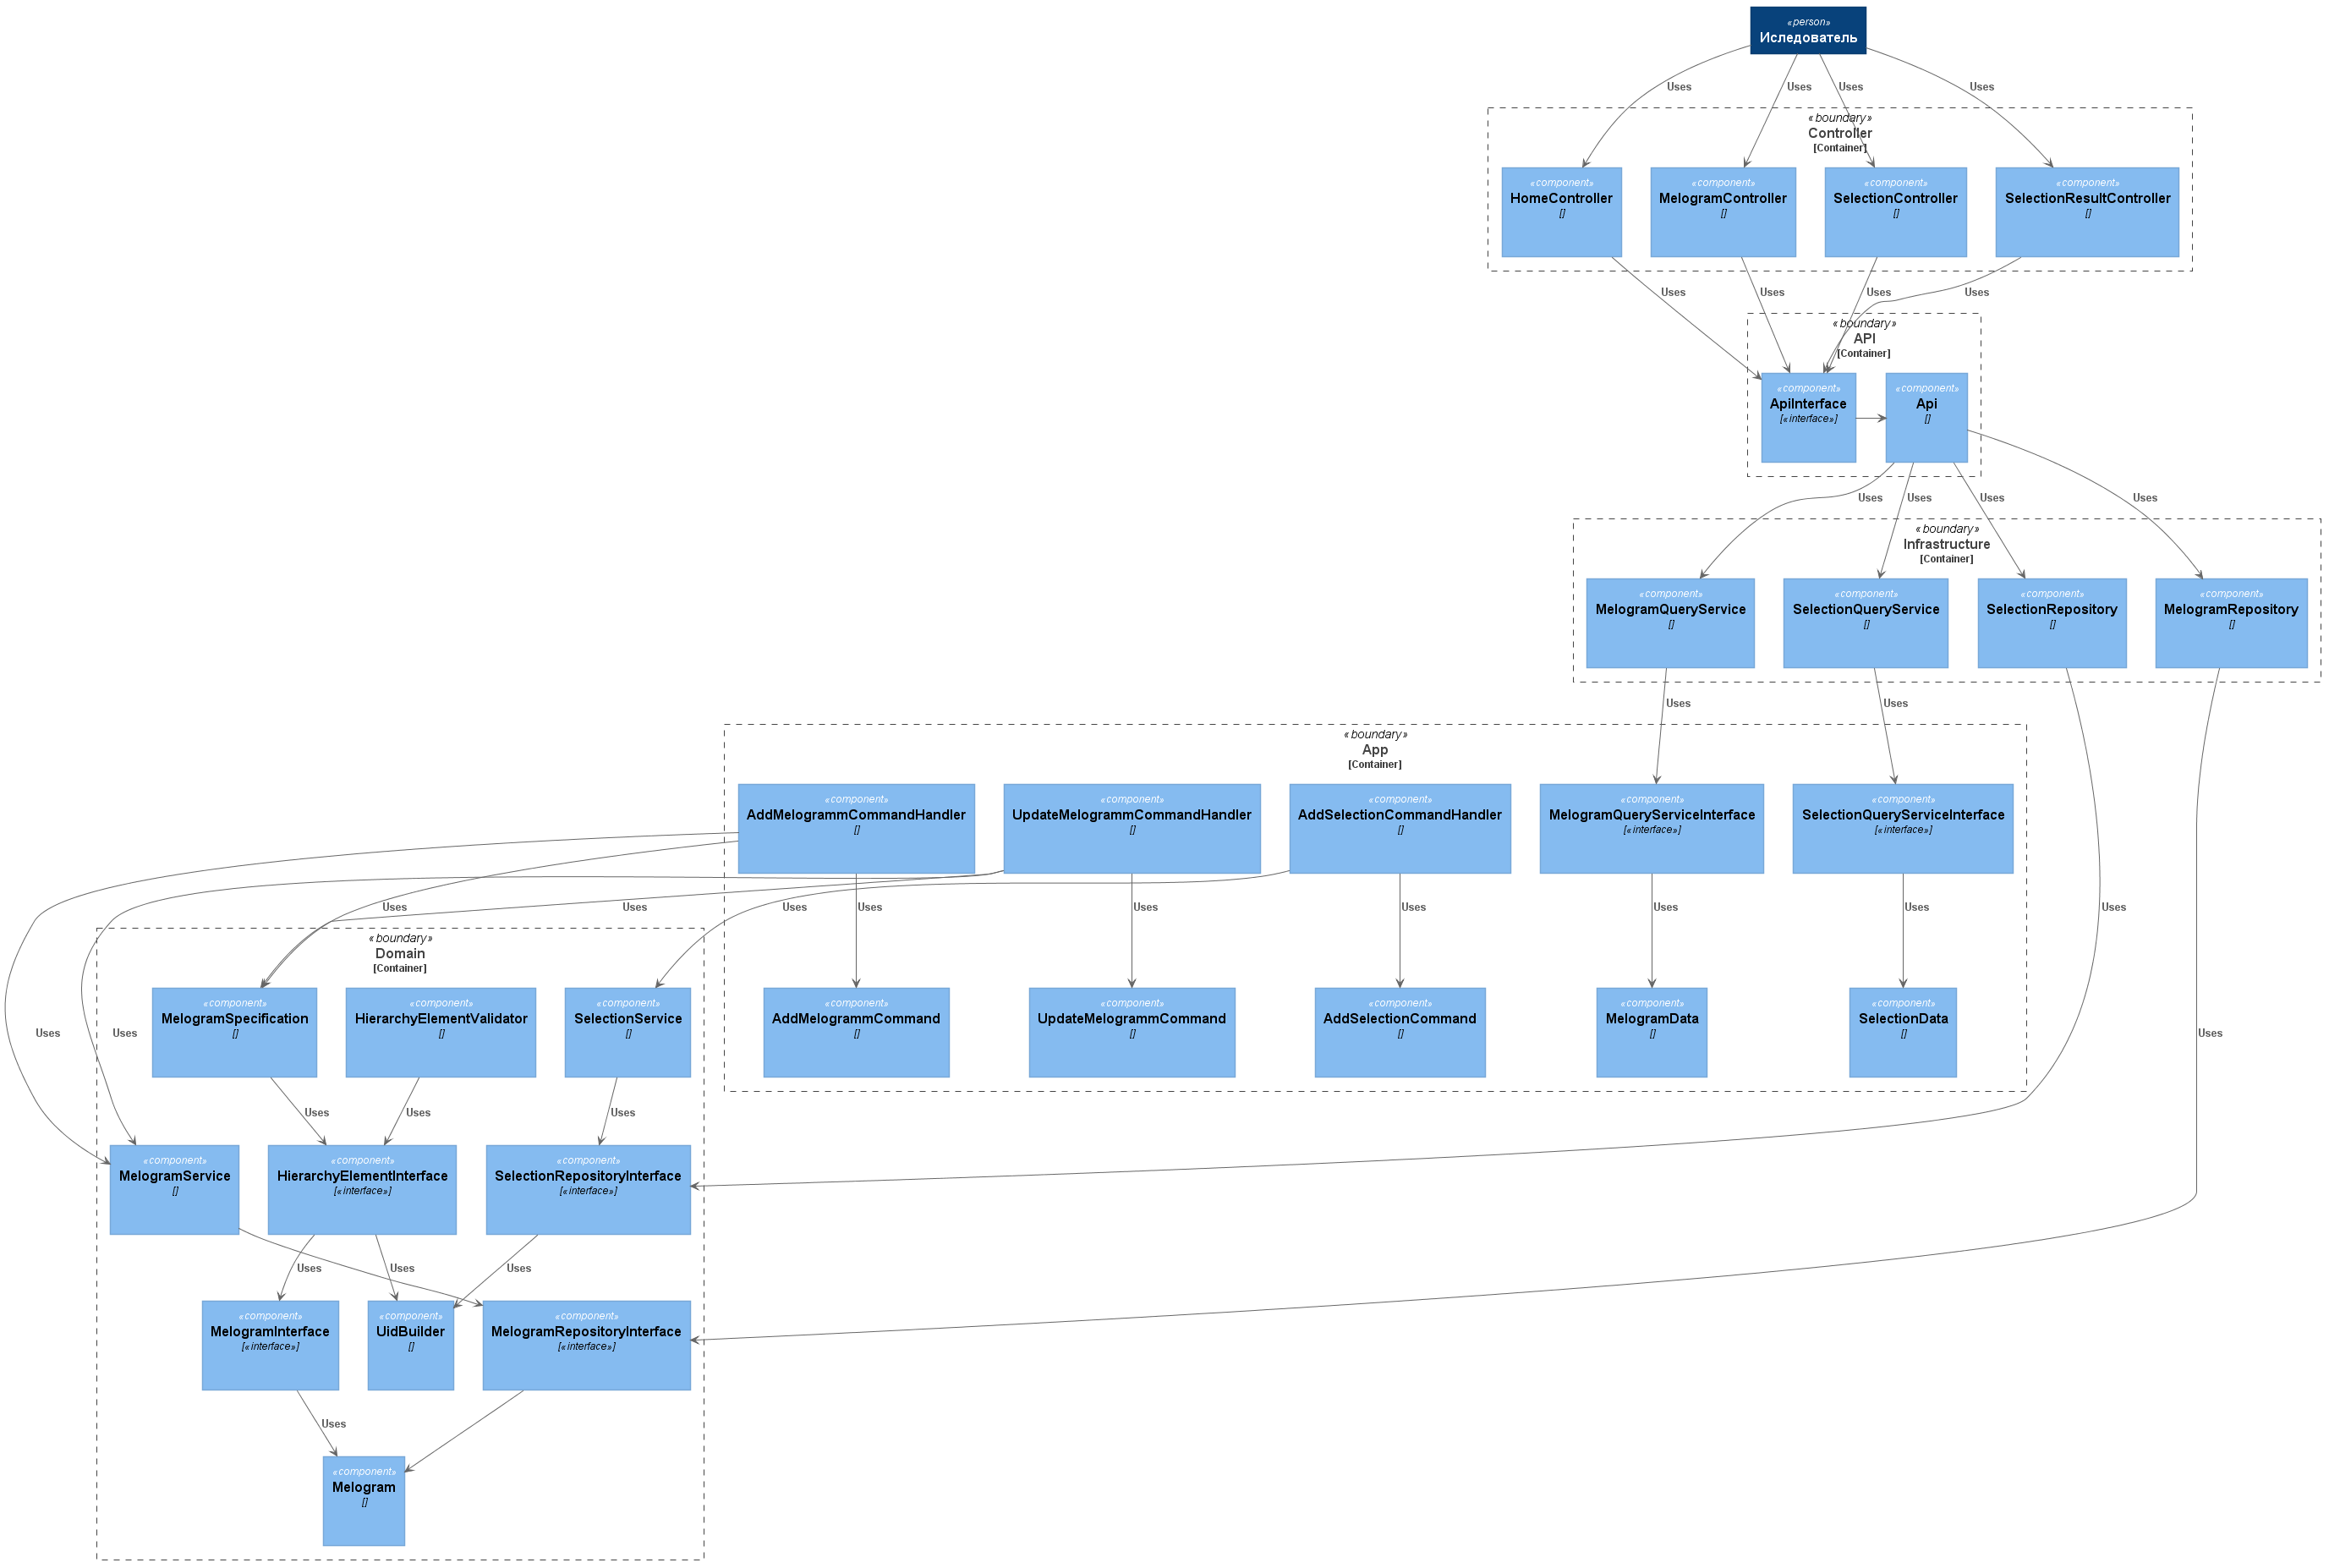 «person»
Иследователь
Uses
Uses
Uses
Uses
«boundary»
Controller
[Container]
«component»
HomeController
[]
«component»
MelogramController
[]
«component»
SelectionController
[]
«component»
SelectionResultController
[]
Uses
Uses
Uses
Uses
«boundary»
API
[Container]
«component»
ApiInterface
[«interface»]
«component»
Api
[]
Uses
Uses
Uses
Uses
«boundary»
Infrastructure
[Container]
«component»
MelogramQueryService
[]
«component»
SelectionQueryService
[]
«component»
SelectionRepository
[]
«component»
MelogramRepository
[]
Uses
Uses
«boundary»
App
[Container]
«component»
AddMelogrammCommandHandler
[]
«component»
UpdateMelogrammCommandHandler
[]
«component»
AddSelectionCommandHandler
[]
«component»
MelogramQueryServiceInterface
[«interface»]
«component»
SelectionQueryServiceInterface
[«interface»]
Uses
Uses
Uses
Uses
Uses
Uses
Uses
Uses
Uses
«boundary»
Domain
[Container]
«component»
MelogramSpecification
[]
«component»
HierarchyElementValidator
[]
«component»
SelectionService
[]
«component»
AddMelogrammCommand
[]
«component»
UpdateMelogrammCommand
[]
«component»
AddSelectionCommand
[]
«component»
MelogramData
[]
«component»
SelectionData
[]
Uses
Uses
Uses
Uses
Uses
Uses
«component»
MelogramService
[]
«component»
HierarchyElementInterface
[«interface»]
«component»
SelectionRepositoryInterface
[«interface»]
Uses
Uses
Uses
«component»
MelogramInterface
[«interface»]
«component»
UidBuilder
[]
«component»
MelogramRepositoryInterface
[«interface»]
Uses
«component»
Melogram
[]